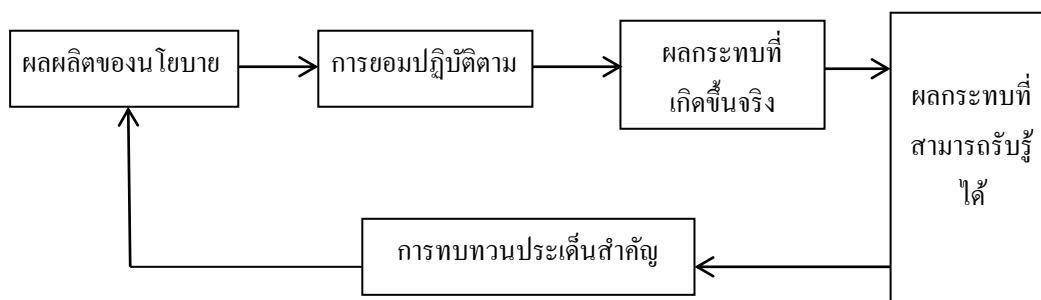 ผลผลิตของนโยบาย
การยอมปฏิบัติตาม
ผลกระทบที่
เกิดขึ้นจริง
ผลกระทบที่
สามารถรับรู้
ได้
การทบทวนประเด็นสำคัญ